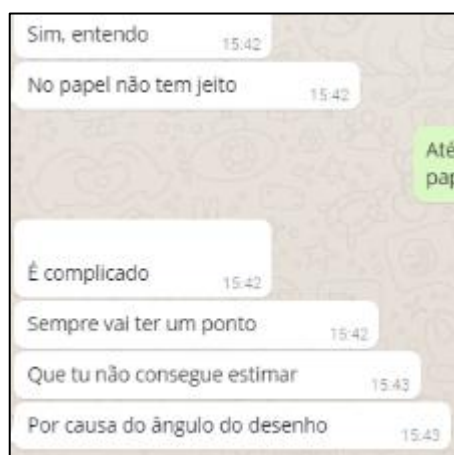 Sim, entendo
15:42
No papel não tem jeito
15:42
Até
pap
É complicado
15:42
Sempre vai ter um ponto
15:42
Que tu não consegue estimar
15:43
Por causa do ângulo do desenho
15:43